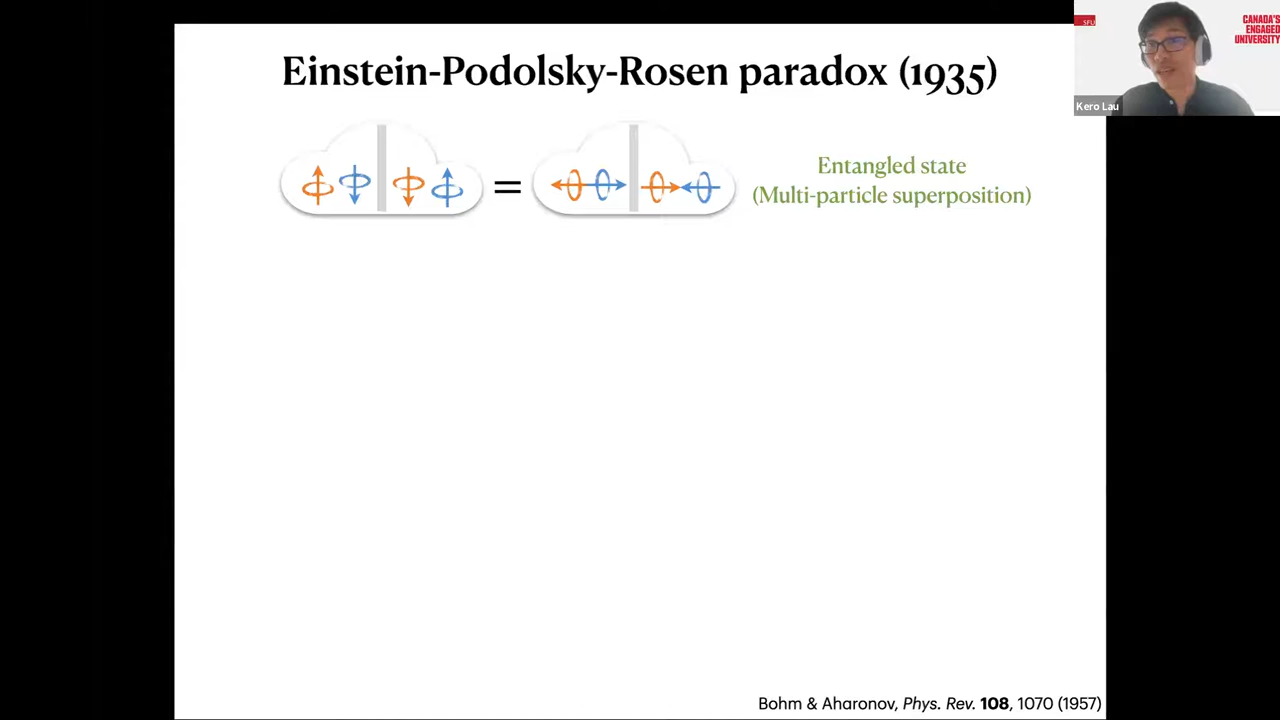 Einstein-Podolsky-Rosen paradox (1935)
=
Entangled state
(Multi-particle superposition)
Bohm & Aharonov, Phys. Rev. 108, 1070 (1957)
SFU
CANADA'S
ENGAGED
UNIVERSITY
Kero Lau